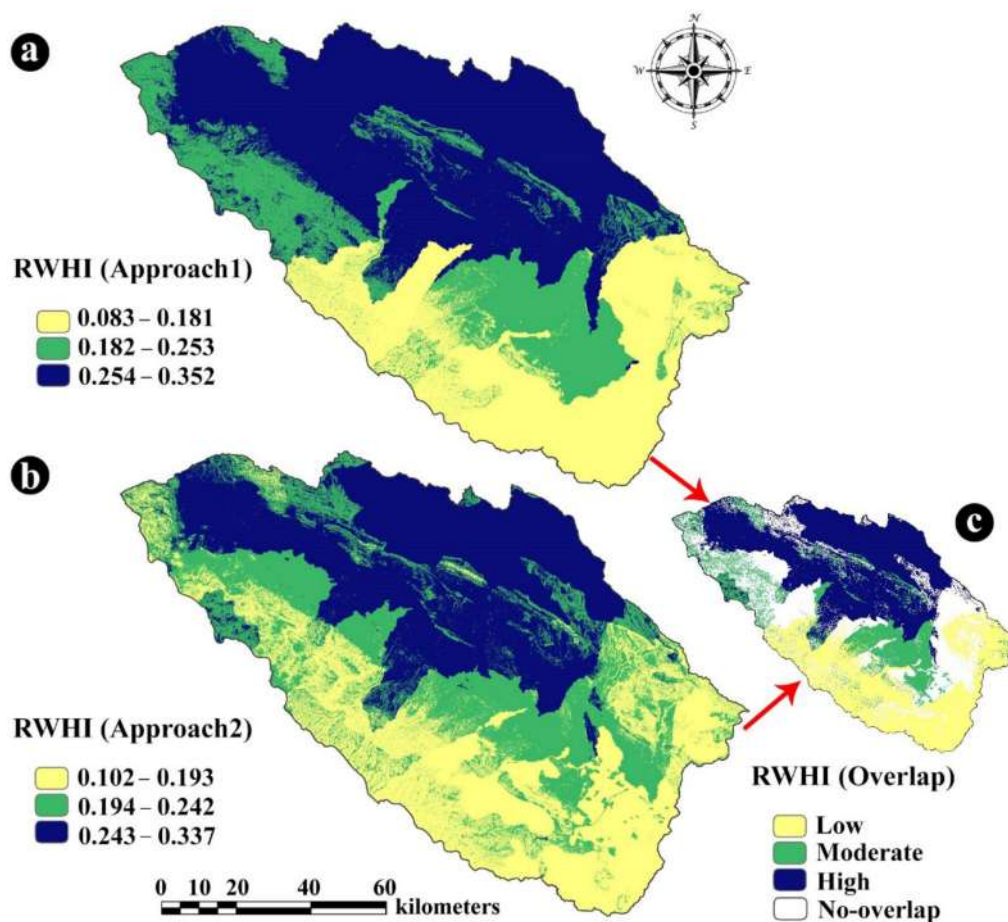 a
N
W E
S
RWHI (Approach1)
0.083 – 0.181
0.182 – 0.253
0.254 – 0.352
b
c
RWHI (Approach2)
0.102 – 0.193
0.194 – 0.242
0.243 – 0.337
RWHI (Overlap)
Low
Moderate
High
No-overlap
0 10 20 40 60
kilometers